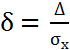 δ = Δ/σₓ